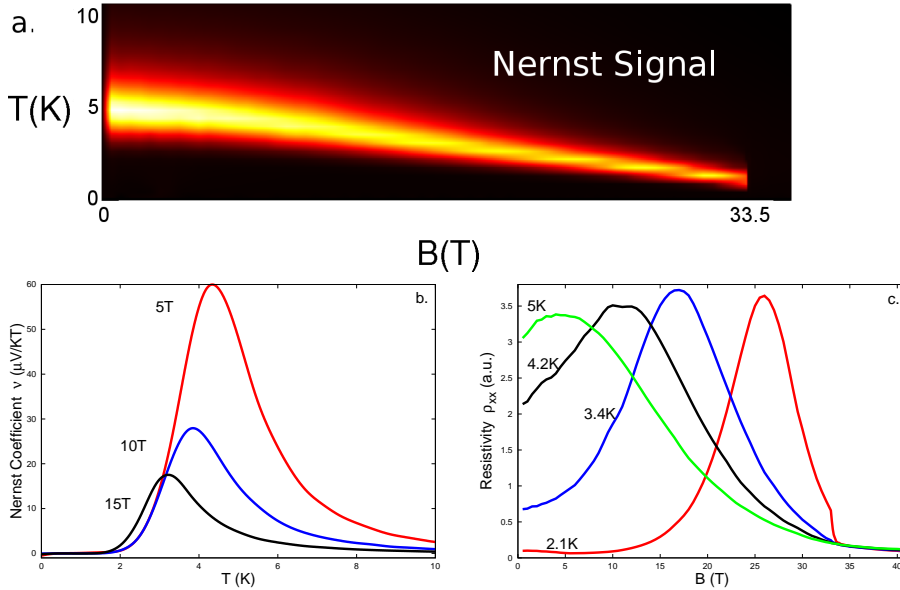 a.
10
Nernst Signal
T(K)
5
0
0
33.5
B(T)
60
50
40
30
20
10
0
Nernst Coefficient ν (μV/KT)
b.
5T
10T
15T
0
2
4
6
8
10
T (K)
3.5
3
2.5
2
1.5
1
0.5
0
Resistivity ρxx (a.u.)
c.
5K
4.2K
3.4K
2.1K
0
5
10
15
20
25
30
35
40
B (T)